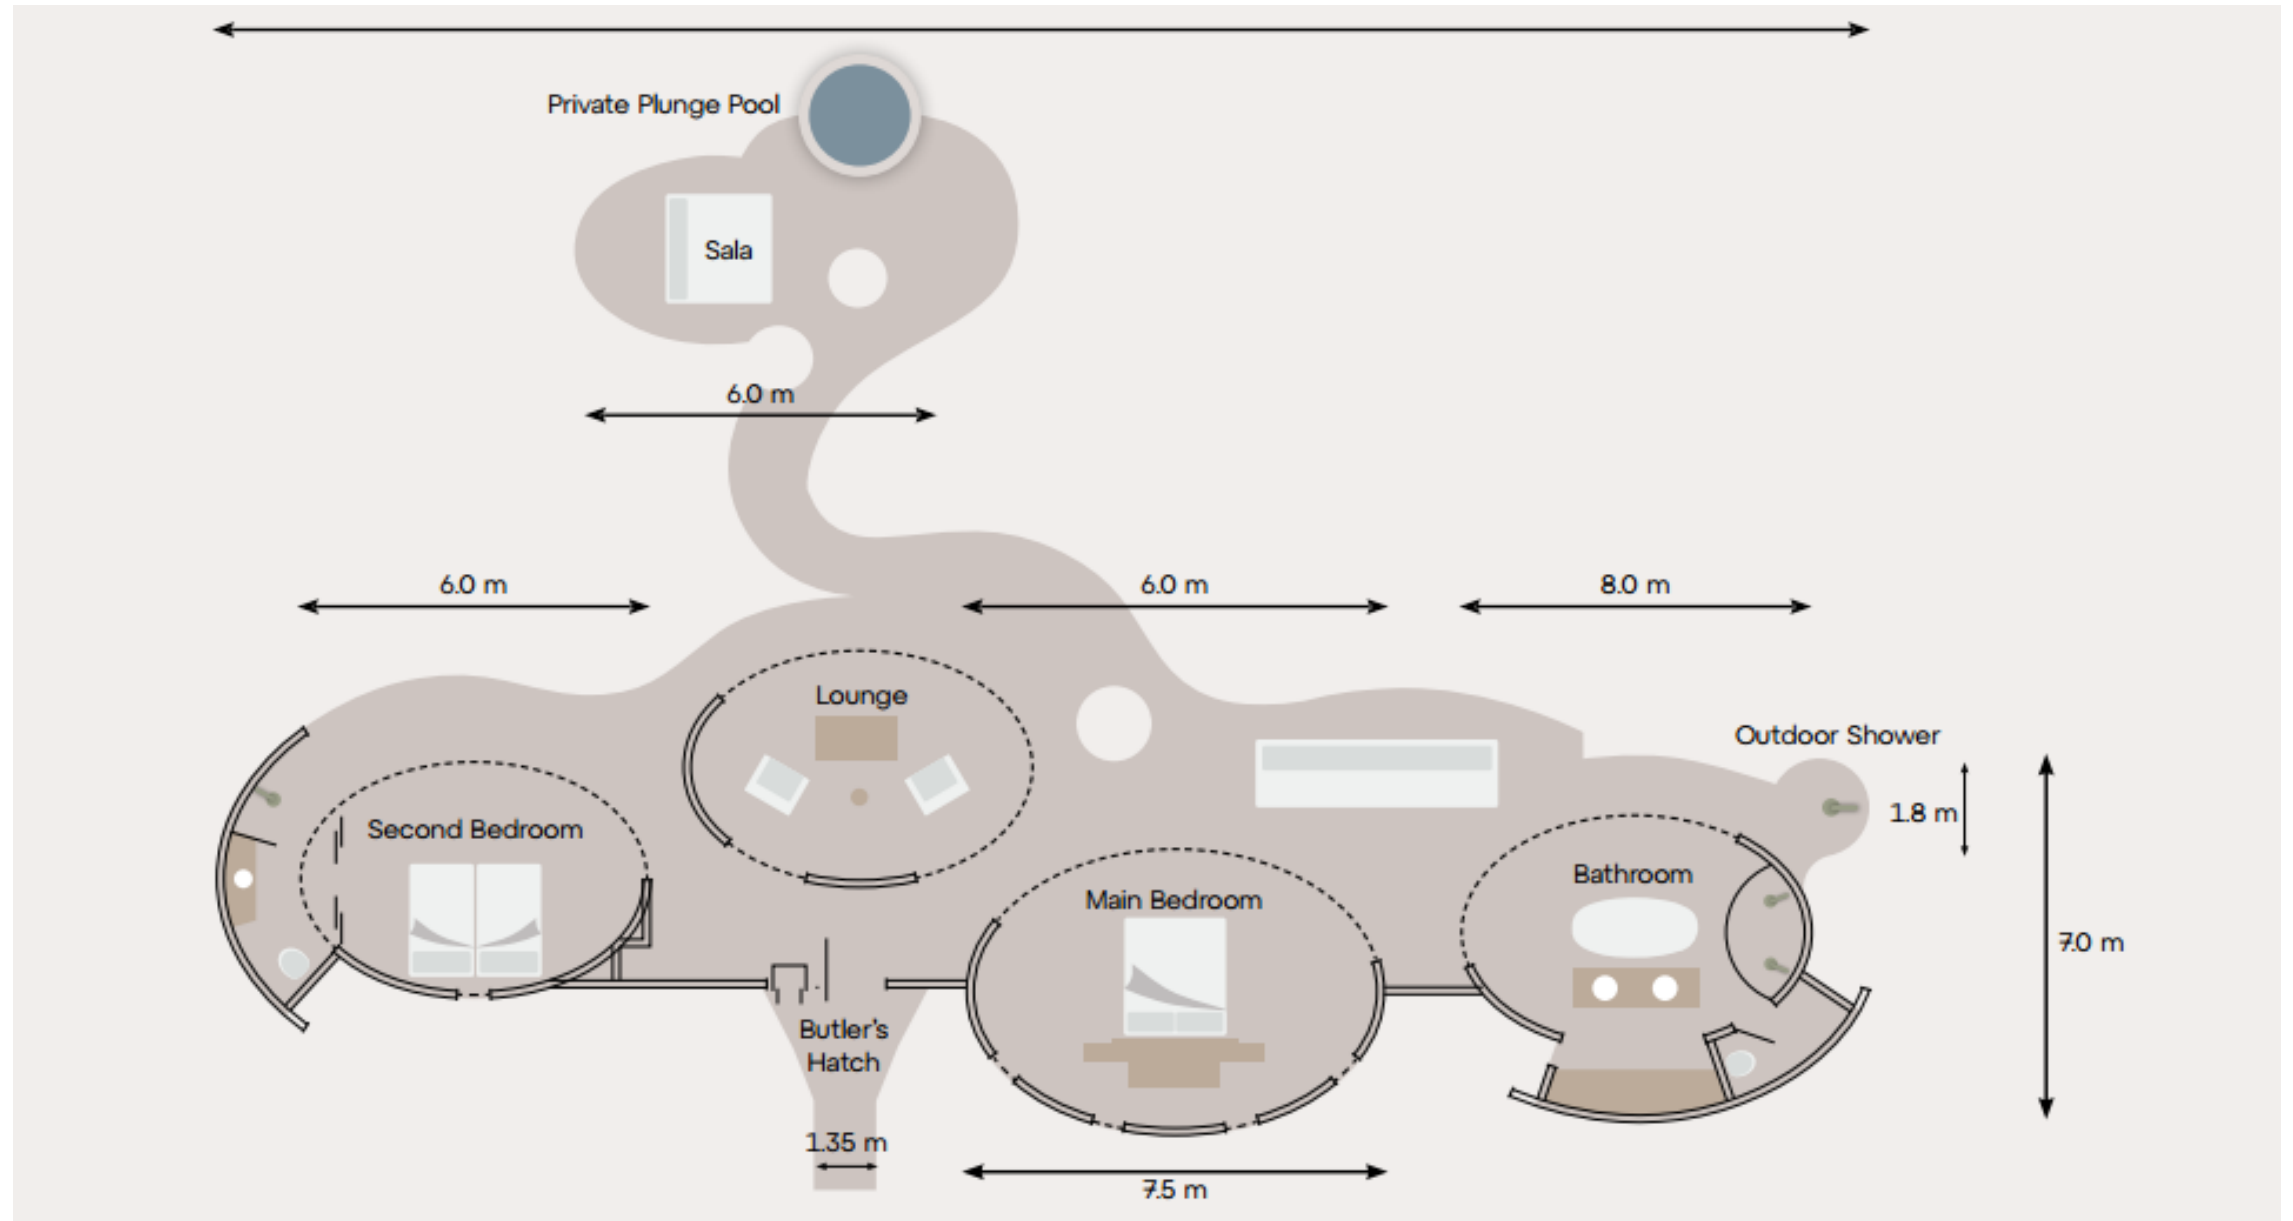 Private Plunge Pool
Sala
6.0 m
6.0 m
6.0 m
8.0 m
Lounge
Outdoor Shower
1.8 m
Second Bedroom
Bathroom
Main Bedroom
7.0 m
Butler's
Hatch
1.35 m
7.5 m